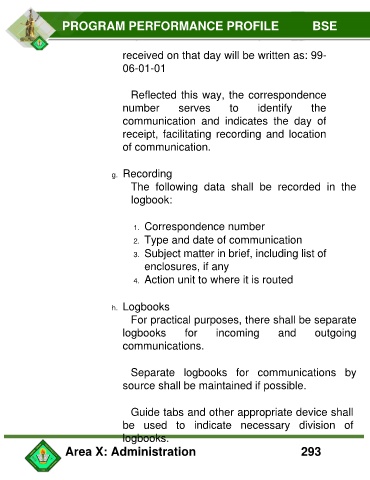 PROGRAM PERFORMANCE PROFILE BSE
received on that day will be written as: 99-
06-01-01
Reflected this way, the correspondence
number serves to identify the
communication and indicates the day of
receipt, facilitating recording and location
of communication.
g. Recording
The following data shall be recorded in the
logbook:
1. Correspondence number
2. Type and date of communication
3. Subject matter in brief, including list of
enclosures, if any
4. Action unit to where it is routed
h. Logbooks
For practical purposes, there shall be separate
logbooks for incoming and outgoing
communications.
Separate logbooks for communications by
source shall be maintained if possible.
Guide tabs and other appropriate device shall
be used to indicate necessary division of
logbooks.
Area X: Administration 293